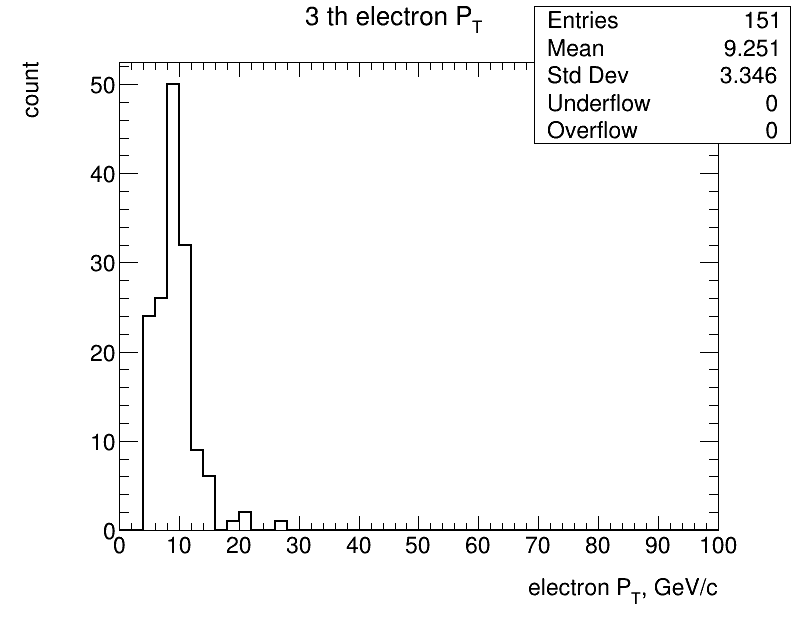 3 th electron P_T
Entries 151
Mean 9.251
Std Dev 3.346
Underflow 0
Overflow 0
count
50
40
30
20
10
0
0 10 20 30 40 50 60 70 80 90 100
electron P_T, GeV/c